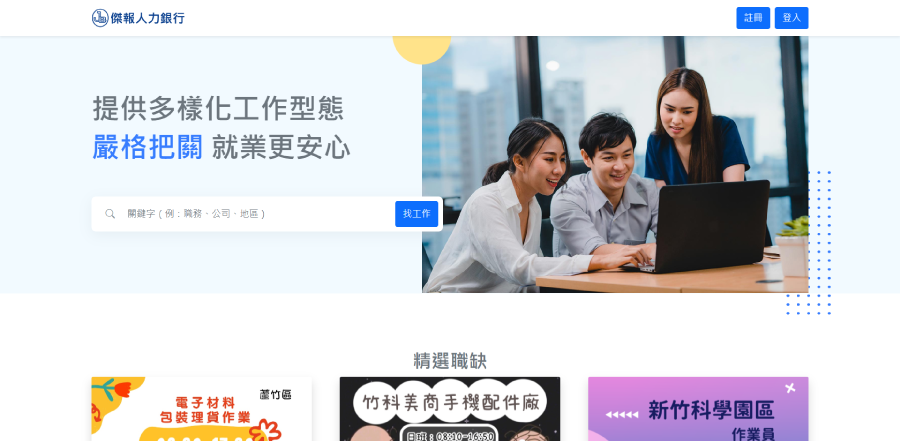 傑報人力銀行
註冊
登入
提供多樣化工作型態
嚴格把關 就業更安心
關鍵字 ( 例：職務、公司、地區 )
找工作
精選職缺
電子材料
包裝理貨作業
蘆竹區
竹科美商手機配件廠
日班：08:10~16:50
新竹科學園區
作業員